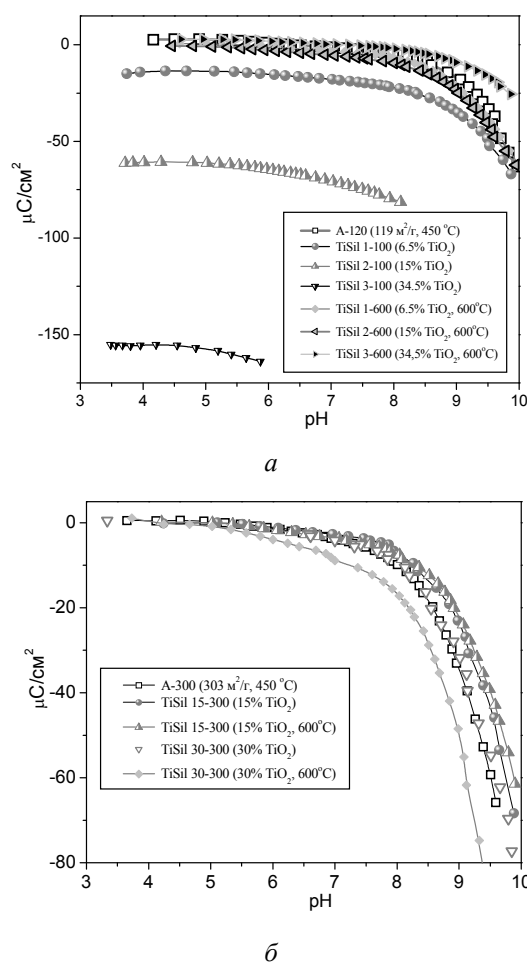 0
-50
-100
-150
μC/см²
A-120 (119 м²/г, 450 °C)
TiSil 1-100 (6.5% TiO₂)
TiSil 2-100 (15% TiO₂)
TiSil 3-100 (34.5% TiO₂)
TiSil 1-600 (6.5% TiO₂, 600°C)
TiSil 2-600 (15% TiO₂, 600°C)
TiSil 3-600 (34,5% TiO₂, 600°C)
3 4 5 6 7 8 9 10
pH
а
0
-20
-40
-60
-80
μC/см²
A-300 (303 м²/г, 450 °C)
TiSil 15-300 (15% TiO₂)
TiSil 15-300 (15% TiO₂, 600°C)
TiSil 30-300 (30% TiO₂)
TiSil 30-300 (30% TiO₂, 600°C)
3 4 5 6 7 8 9 10
pH
б